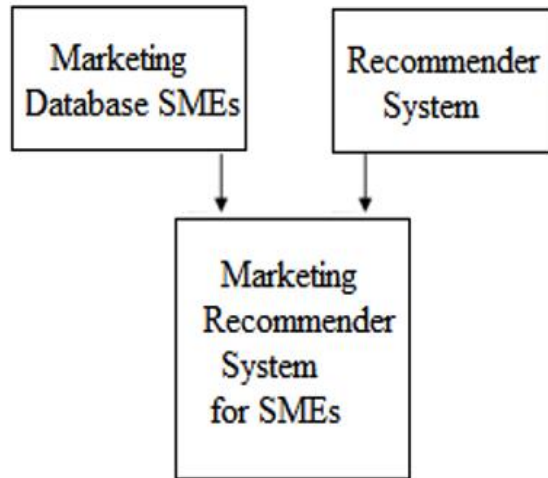 Marketing
Database SMEs
Recommender
System
Marketing
Recommender
System
for SMEs